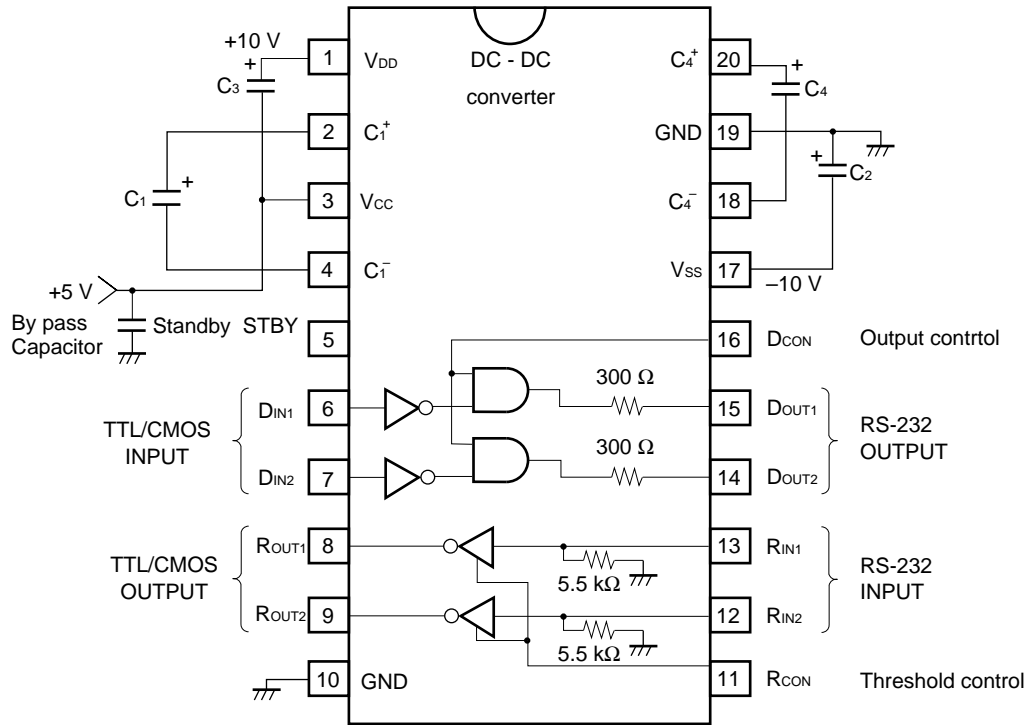 +10 V
+
C3
1
VDD
DC - DC
converter
C4+
20
+
C4
2
C1+
GND
19
+
C2
+
C1
3
VCC
C4−
18
4
C1−
VSS
17
–10 V
+5 V
By pass
Capacitor
Standby
STBY
5
16
DCON
Output contrtol
TTL/CMOS
INPUT
DIN1
6
300 Ω
15
DOUT1
RS-232
OUTPUT
DIN2
7
300 Ω
14
DOUT2
TTL/CMOS
OUTPUT
ROUT1
8
5.5 kΩ
13
RIN1
RS-232
INPUT
ROUT2
9
5.5 kΩ
12
RIN2
10
GND
11
RCON
Threshold control